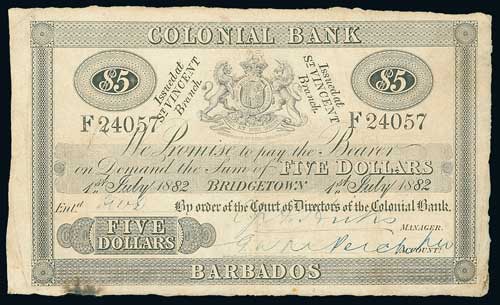 COLONIAL BANK
$5 Issued at ST VINCENT Branch. Issued at ST VINCENT Branch. $5
F 24057 F 24057
We Promise to pay the Bearer
on Demand the Sum of FIVE DOLLARS
1st July 1882 BRIDGETOWN 1st July 1882
Entd. By order of the Court of Directors of the Colonial Bank.
MANAGER.
FIVE DOLLARS
ACCOUNTT.
BARBADOS